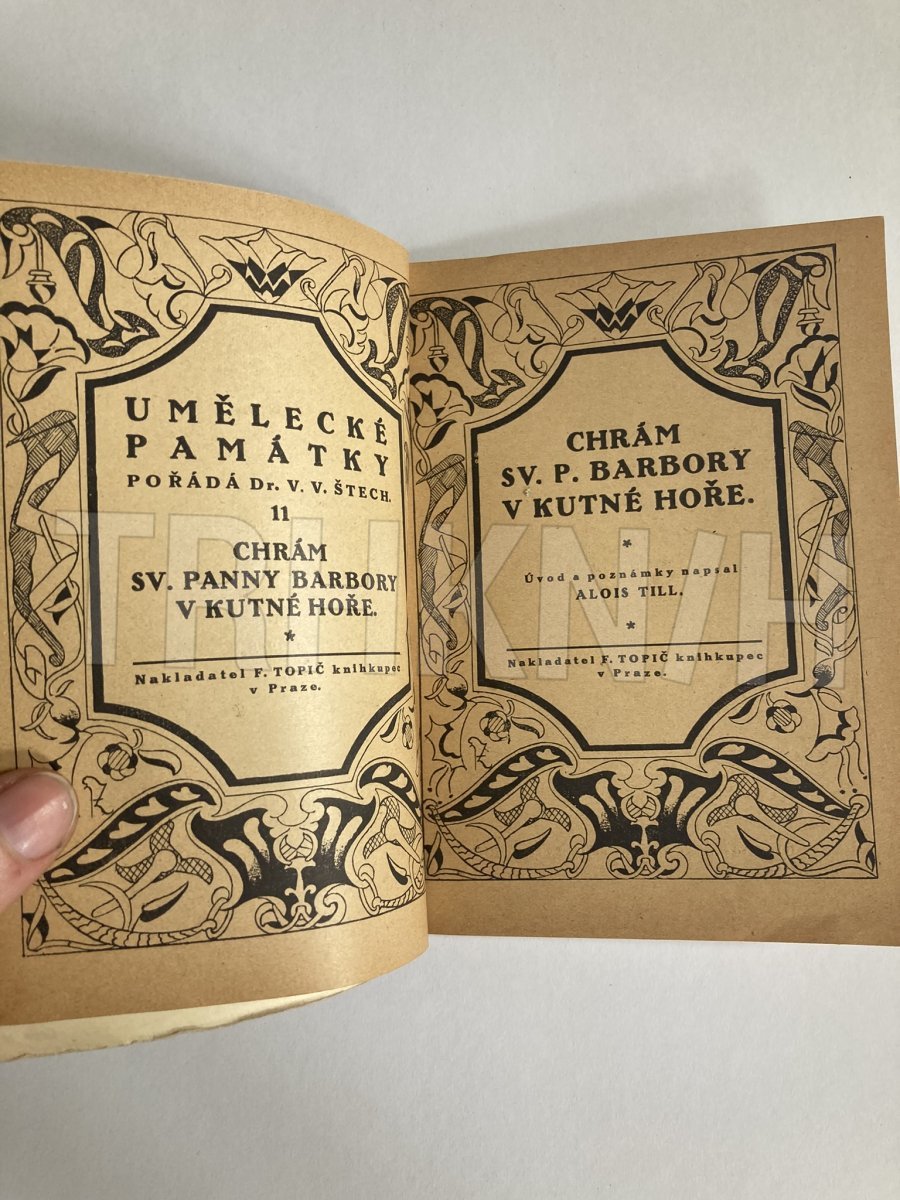 UMĚLECKÉ
PAMÁTKY
POŘÁDÁ Dr. V. V. ŠTECH.
11
CHRÁM
SV. PANNY BARBORY
V KUTNÉ HOŘE.
*
Nakladatel F. TOPIČ knihkupec
v Praze.
CHRÁM
SV. P. BARBORY
V KUTNÉ HOŘE.
*
Úvod a poznámky napsal
ALOIS TILL.
*
Nakladatel F. TOPIČ knihkupec
v Praze.